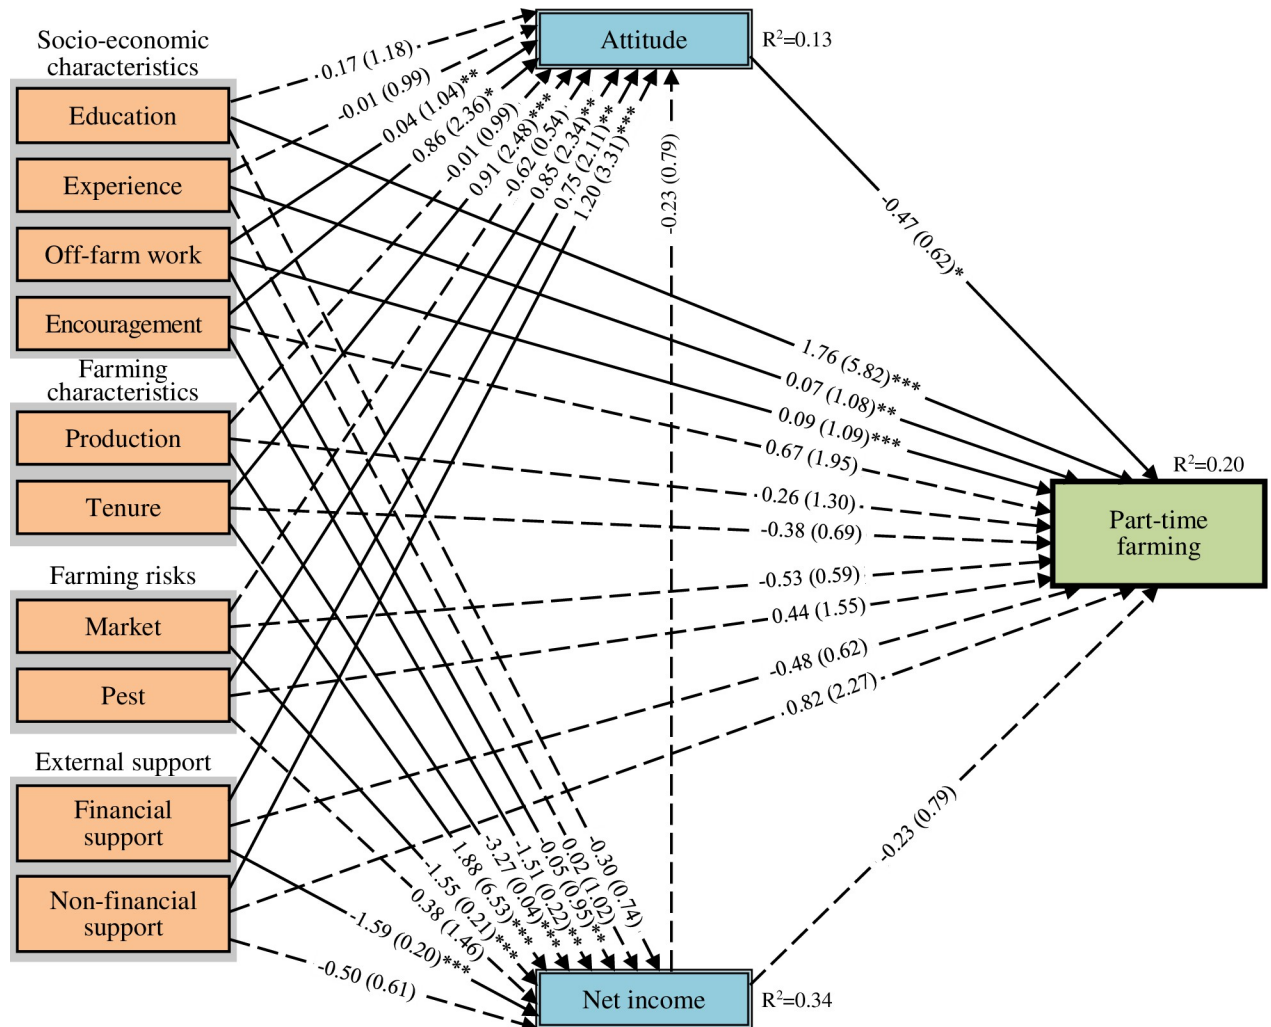 Socio-economic
characteristics
Education
Experience
Off-farm work
Encouragement
Farming
characteristics
Production
Tenure
Farming risks
Market
Pest
External support
Financial
support
Non-financial
support
Attitude
R²=0.13
0.17 (1.18)
-0.01 (0.99)
0.04 (1.04)**
0.86 (2.36)*
-0.01 (0.99)
0.91 (2.48)***
-0.62 (0.54)
0.85 (2.34)**
0.75 (2.11)**
1.20 (3.31)***
-0.23 (0.79)
-0.47 (0.62)*
1.76 (5.82)***
0.07 (1.08)**
0.09 (1.09)***
0.67 (1.95)
0.26 (1.30)
-0.38 (0.69)
-0.53 (0.59)
0.44 (1.55)
-0.48 (0.62)
0.82 (2.27)
R²=0.20
Part-time
farming
-0.23 (0.79)
-0.30 (0.74)
0.02 (1.02)
-0.05 (0.95)**
-1.51 (0.22)**
-3.27 (0.04)***
1.88 (6.53)***
-1.55 (0.21)***
0.38 (1.46)
-1.59 (0.20)***
-0.50 (0.61)
Net income
R²=0.34